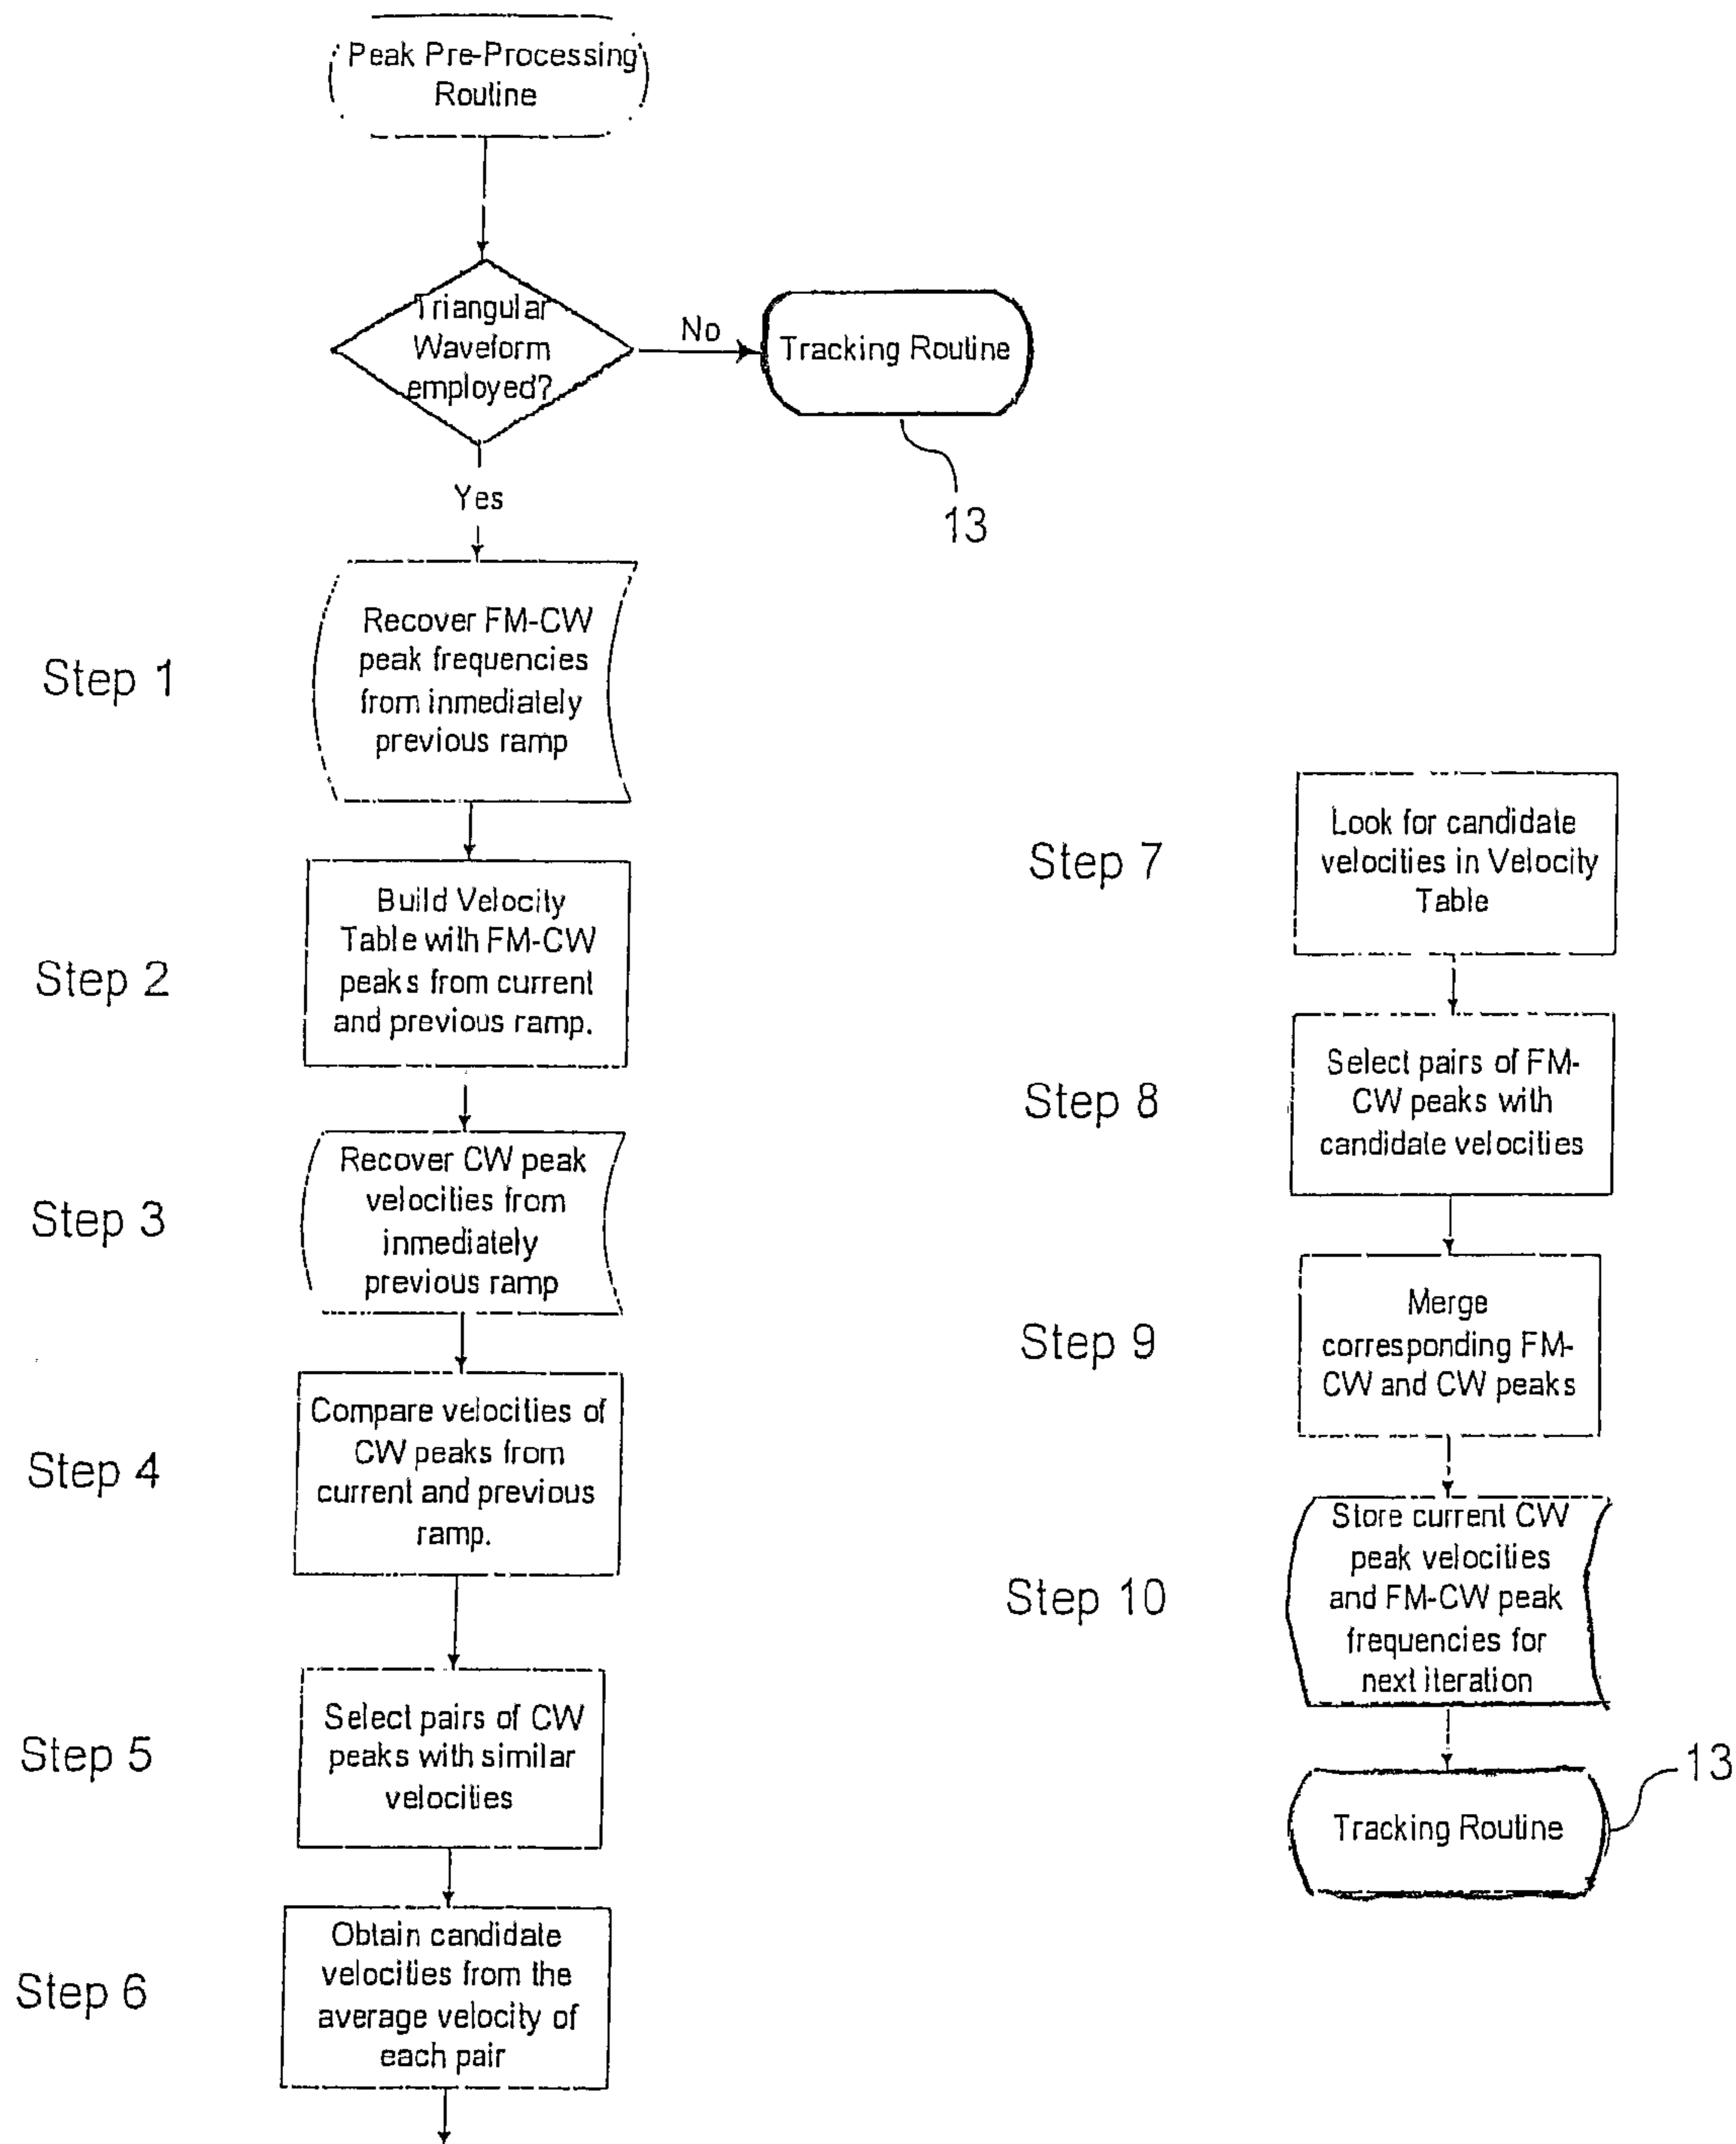 Peak Pre-Processing
Routine
Triangular
Waveform
employed?
No
Tracking Routine
13
Yes
Step 1
Recover FM-CW
peak frequencies
from inmediately
previous ramp
Step 2
Build Velocity
Table with FM-CW
peaks from current
and previous ramp.
Step 3
Recover CW peak
velocities from
inmediately
previous ramp
Step 4
Compare velocities of
CW peaks from
current and previous
ramp.
Step 5
Select pairs of CW
peaks with similar
velocities
Step 6
Obtain candidate
velocities from the
average velocity of
each pair
Step 7
Look for candidate
velocities in Velocity
Table
Step 8
Select pairs of FM-
CW peaks with
candidate velocities
Step 9
Merge
corresponding FM-
CW and CW peaks
Step 10
Store current CW
peak velocities
and FM-CW peak
frequencies for
next iteration
Tracking Routine
13